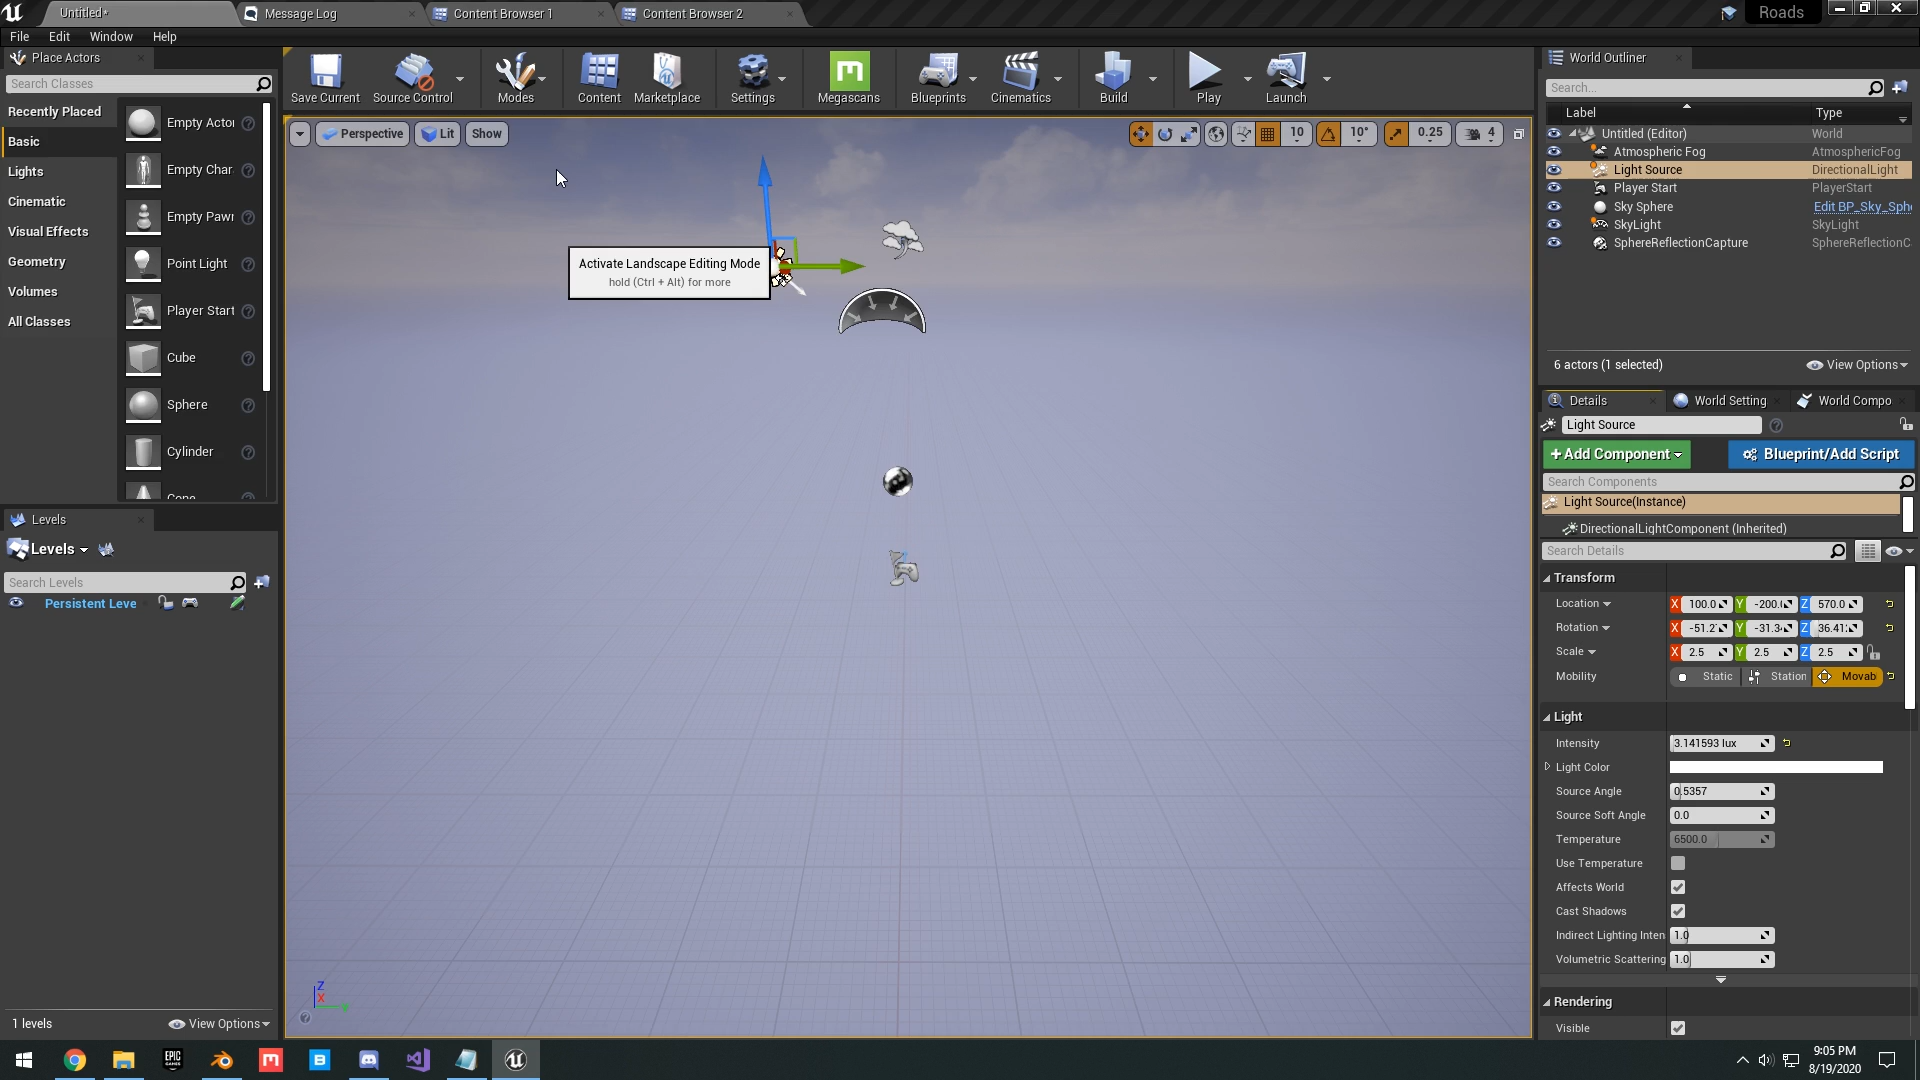 Untitled*
Message Log
Content Browser 1
Content Browser 2
Roads
File Edit Window Help
Place Actors
Search Classes
Recently Placed
Basic
Lights
Cinematic
Visual Effects
Geometry
Volumes
All Classes
Empty Actor
Empty Char
Empty Pawn
Point Light
Player Start
Cube
Sphere
Cylinder
Cone
Levels
Levels
Search Levels
Persistent Leve
1 levels
View Options
Save Current
Source Control
Modes
Content
Marketplace
Settings
Megascans
Blueprints
Cinematics
Build
Play
Launch
Perspective Lit Show
10 10° 0.25 4
Activate Landscape Editing Mode
hold (Ctrl + Alt) for more
Z
X
World Outliner
Search...
Label Type
Untitled (Editor) World
Atmospheric Fog AtmosphericFog
Light Source DirectionalLight
Player Start PlayerStart
Sky Sphere Edit BP_Sky_Sph
SkyLight SkyLight
SphereReflectionCapture SphereReflectionC
6 actors (1 selected) View Options
Details World Setting World Compo
Light Source
+Add Component Blueprint/Add Script
Search Components
Light Source(Instance)
DirectionalLightComponent (Inherited)
Search Details
Transform
Location X 100.0 Y -200. Z 570.0
Rotation X -51.2 Y -31.3 Z 36.41
Scale X 2.5 Y 2.5 Z 2.5
Mobility Static Station Movab
Light
Intensity 3.141593 lux
Light Color
Source Angle 0.5357
Source Soft Angle 0.0
Temperature 6500.0
Use Temperature
Affects World
Cast Shadows
Indirect Lighting Inten 1.0
Volumetric Scattering 1.0
Rendering
Visible
EPIC GAMES
9:05 PM
8/19/2020